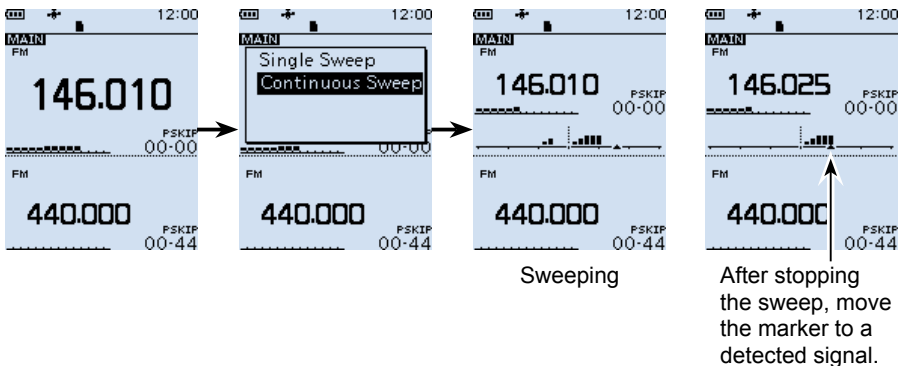 12:00
MAIN
FM
146.010
PSKIP
00-00
FM
440.000
PSKIP
00-44
12:00
MAIN
Single Sweep
Continuous Sweep
00-00
FM
440.000
PSKIP
00-44
12:00
MAIN
FM
146.010
PSKIP
00-00
FM
440.000
PSKIP
00-44
Sweeping
12:00
MAIN
FM
146.025
PSKIP
00-00
FM
440.000
PSKIP
00-44
After stopping
the sweep, move
the marker to a
detected signal.